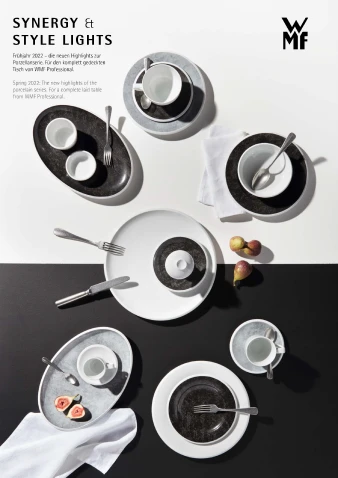 SYNERGY &
STYLE LIGHTS
WMF
Frühjahr 2022 – die neuen Highlights zur
Porzellanserie. Für den komplett gedeckten
Tisch von WMF Professional.
Spring 2022: The new highlights of the
porcelain series. For a complete laid table
from WMF Professional.